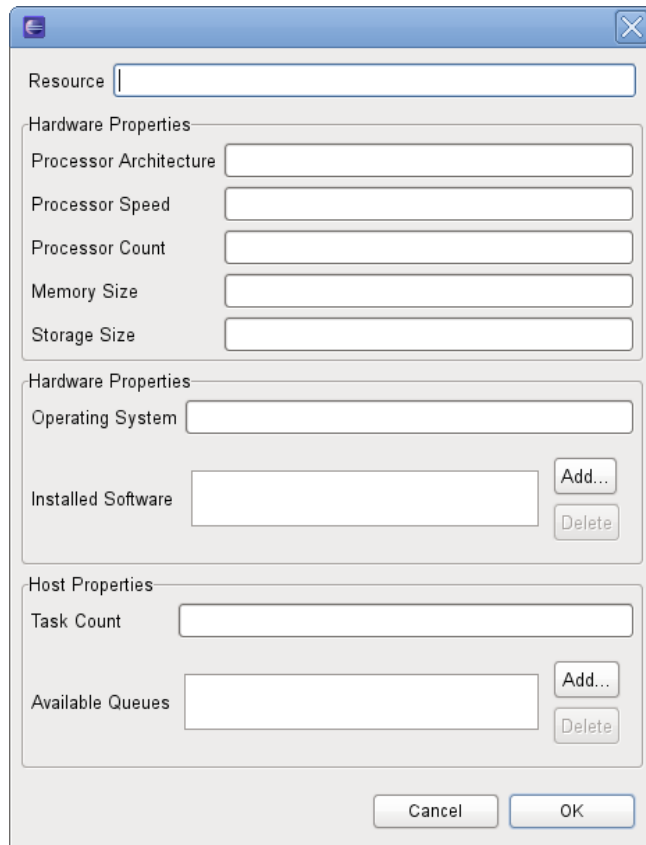 Resource
Hardware Properties
Processor Architecture
Processor Speed
Processor Count
Memory Size
Storage Size
Hardware Properties
Operating System
Installed Software
Add...
Delete
Host Properties
Task Count
Available Queues
Add...
Delete
Cancel
OK